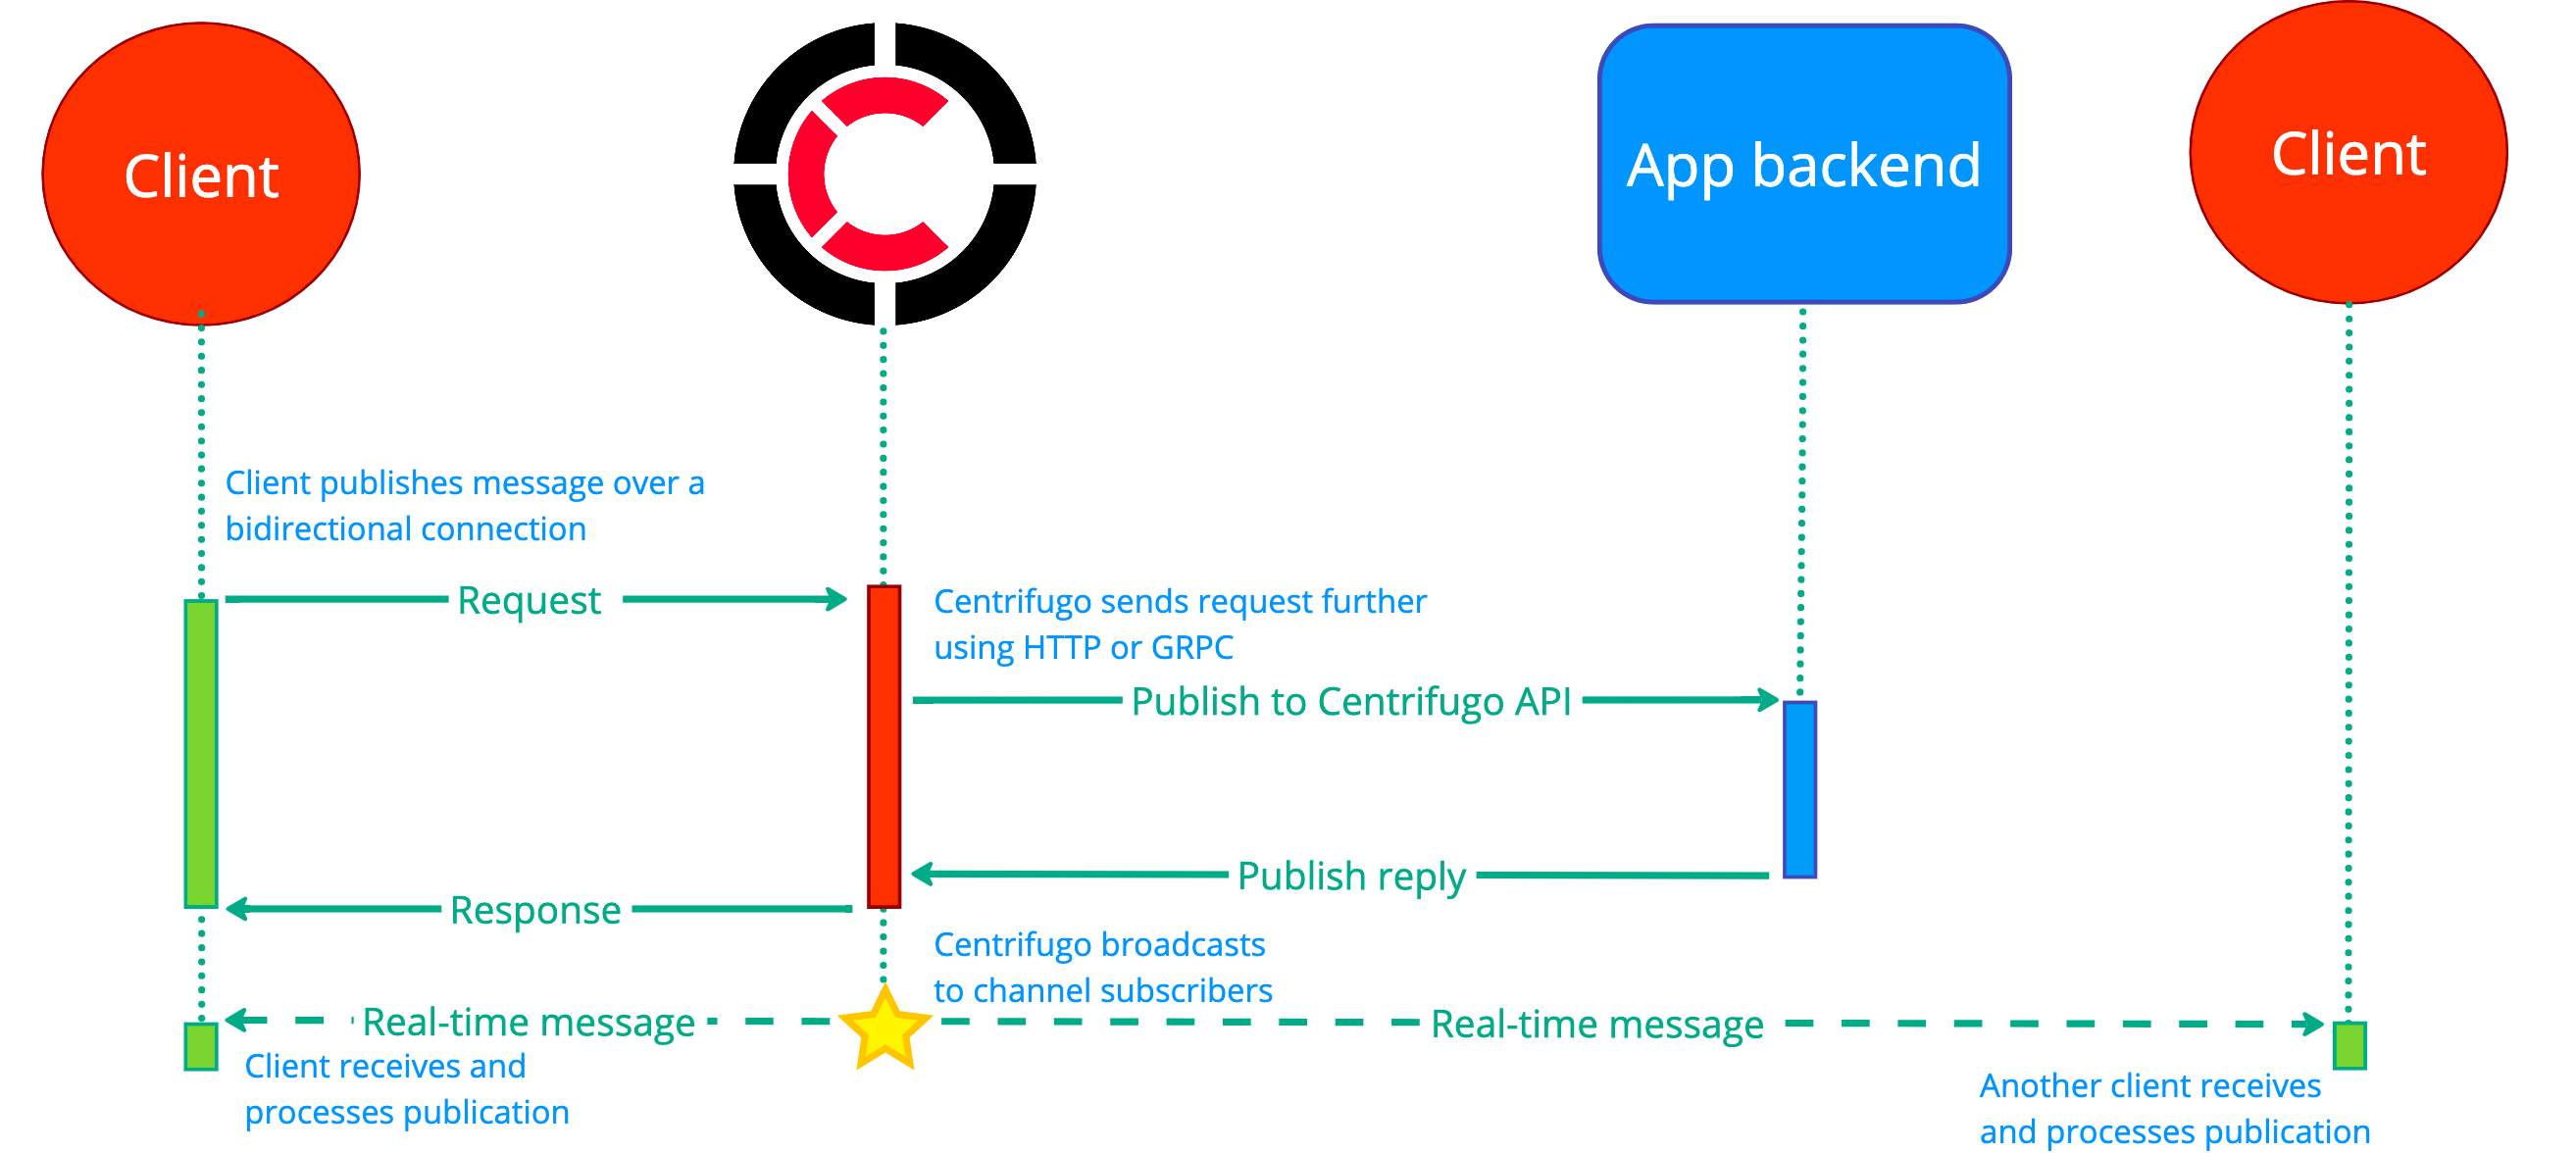 Client
App backend
Client
Client publishes message over a
bidirectional connection
Request
Centrifugo sends request further
using HTTP or GRPC
Publish to Centrifugo API
Publish reply
Response
Centrifugo broadcasts
to channel subscribers
Real-time message
Real-time message
Client receives and
processes publication
Another client receives
and processes publication